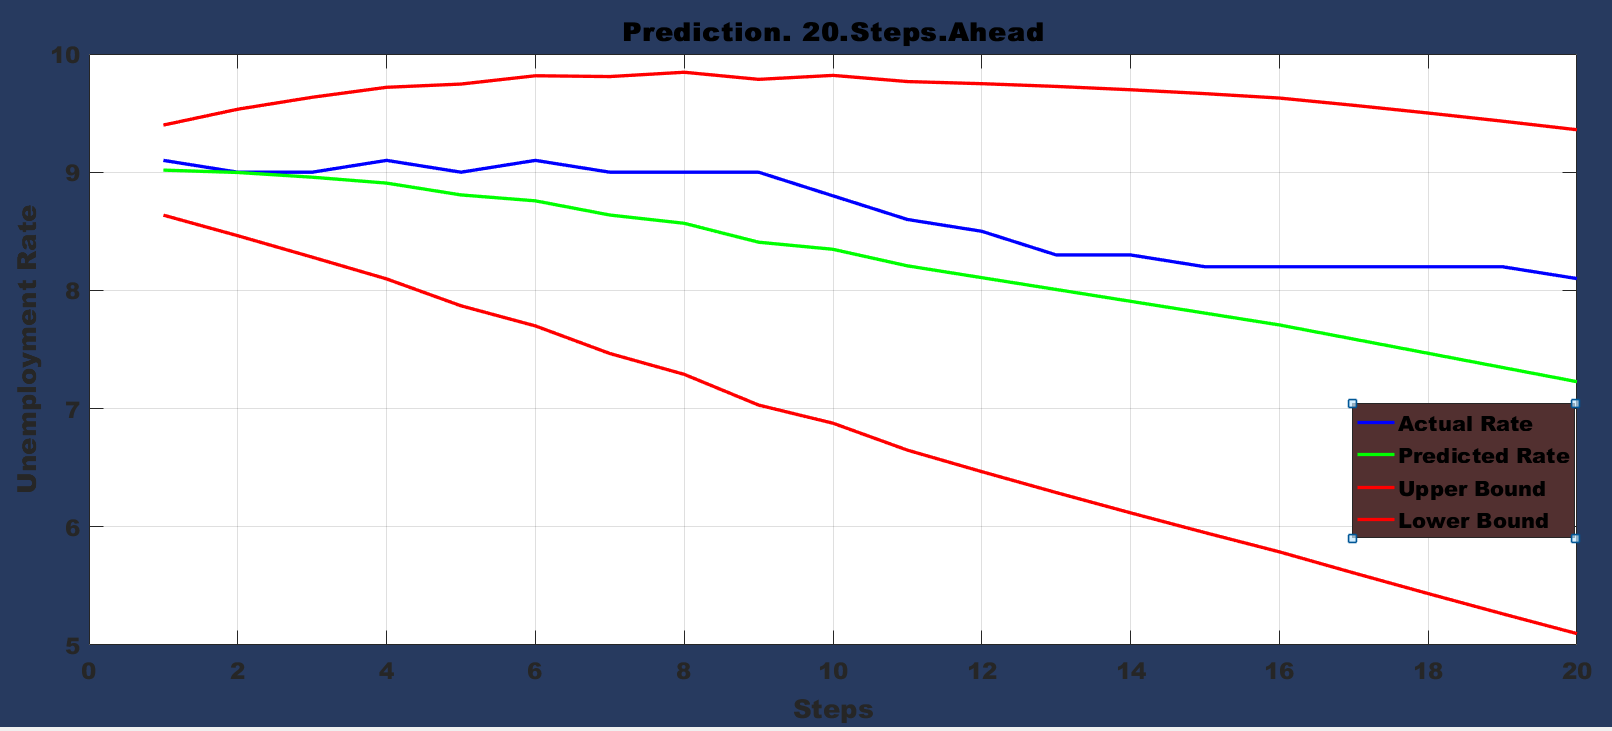 Prediction. 20.Steps.Ahead
10
9
8
7
6
5
Unemployment Rate
0 2 4 6 8 10 12 14 16 18 20
Steps
Actual Rate
Predicted Rate
Upper Bound
Lower Bound